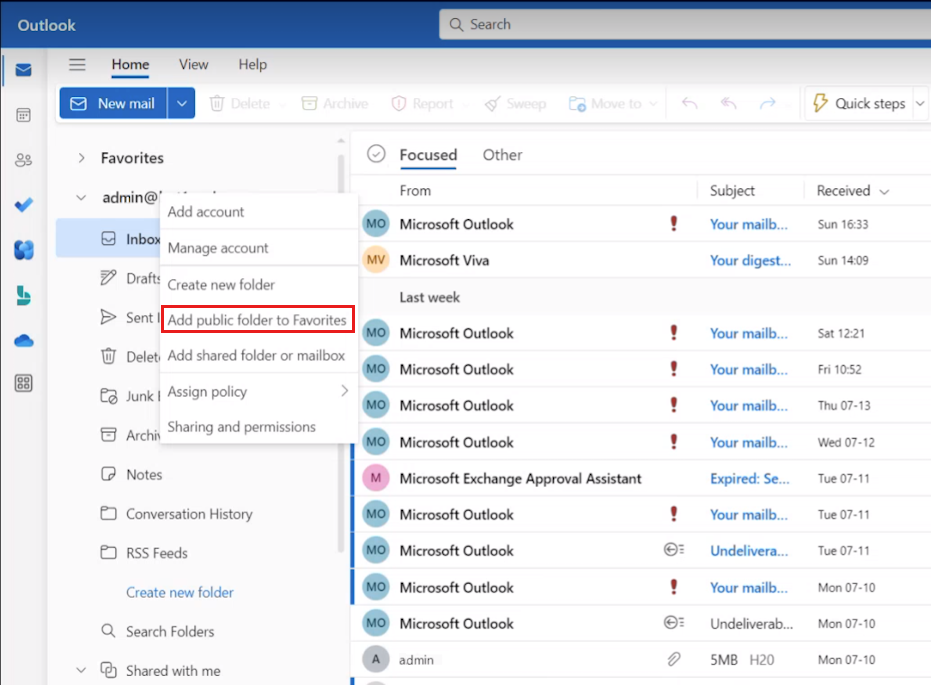 Outlook
Search
Home View Help
New mail Delete Archive Report Sweep Move to Quick steps
Favorites
admin@
Inbox
Drafts
Sent
Delet
Junk
Archiv
Notes
Conversation History
RSS Feeds
Create new folder
Search Folders
Shared with me
Add account
Manage account
Create new folder
Add public folder to Favorites
Add shared folder or mailbox
Assign policy
Sharing and permissions
Focused Other
From Subject Received
MO Microsoft Outlook Your mailb... Sun 16:33
MV Microsoft Viva Your digest... Sun 14:09
Last week
MO Microsoft Outlook Your mailb... Sat 12:21
MO Microsoft Outlook Your mailb... Fri 10:52
MO Microsoft Outlook Your mailb... Thu 07-13
MO Microsoft Outlook Your mailb... Wed 07-12
M Microsoft Exchange Approval Assistant Expired: Se... Tue 07-11
MO Microsoft Outlook Your mailb... Tue 07-11
MO Microsoft Outlook Undelivera... Tue 07-11
MO Microsoft Outlook Your mailb... Mon 07-10
MO Microsoft Outlook Undeliverab... Mon 07-10
A admin 5MB H20 Mon 07-10